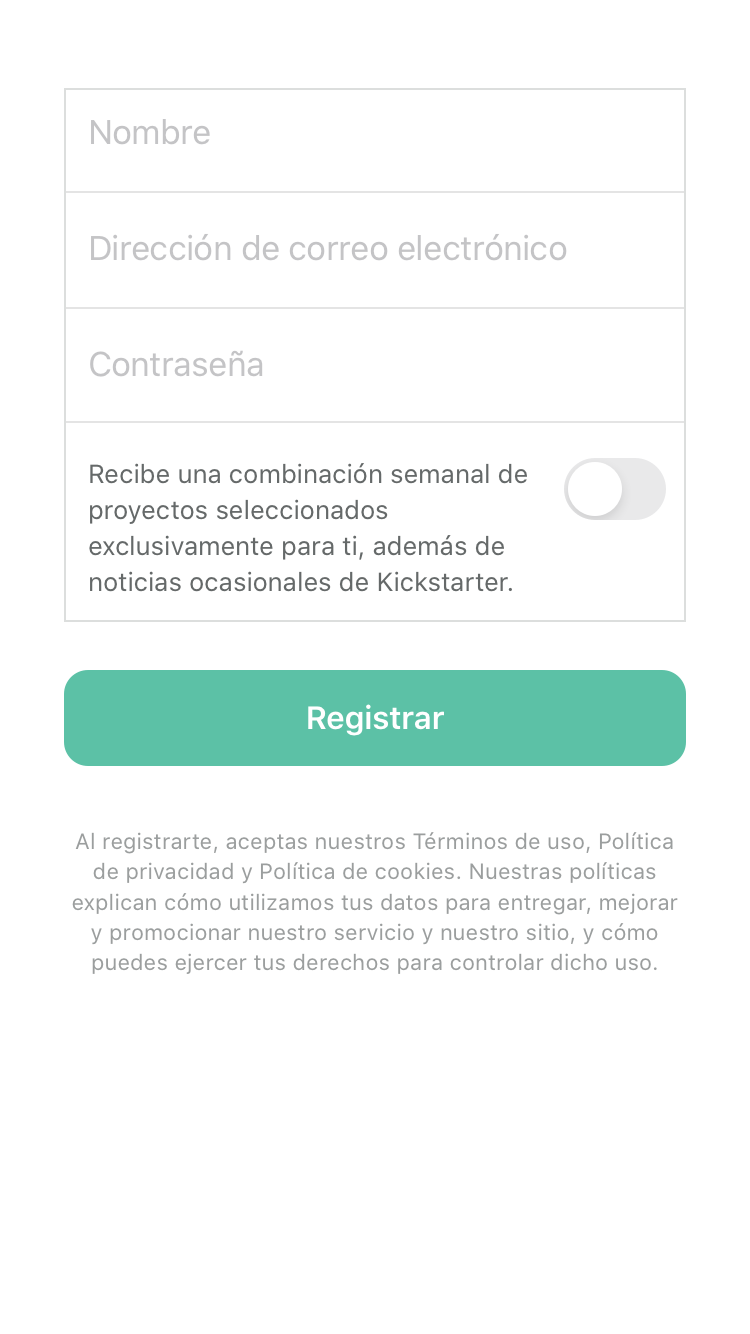 Nombre
Dirección de correo electrónico
Contraseña
Recibe una combinación semanal de
proyectos seleccionados
exclusivamente para ti, además de
noticias ocasionales de Kickstarter.
Registrar
Al registrarte, aceptas nuestros Términos de uso, Política
de privacidad y Política de cookies. Nuestras políticas
explican cómo utilizamos tus datos para entregar, mejorar
y promocionar nuestro servicio y nuestro sitio, y cómo
puedes ejercer tus derechos para controlar dicho uso.